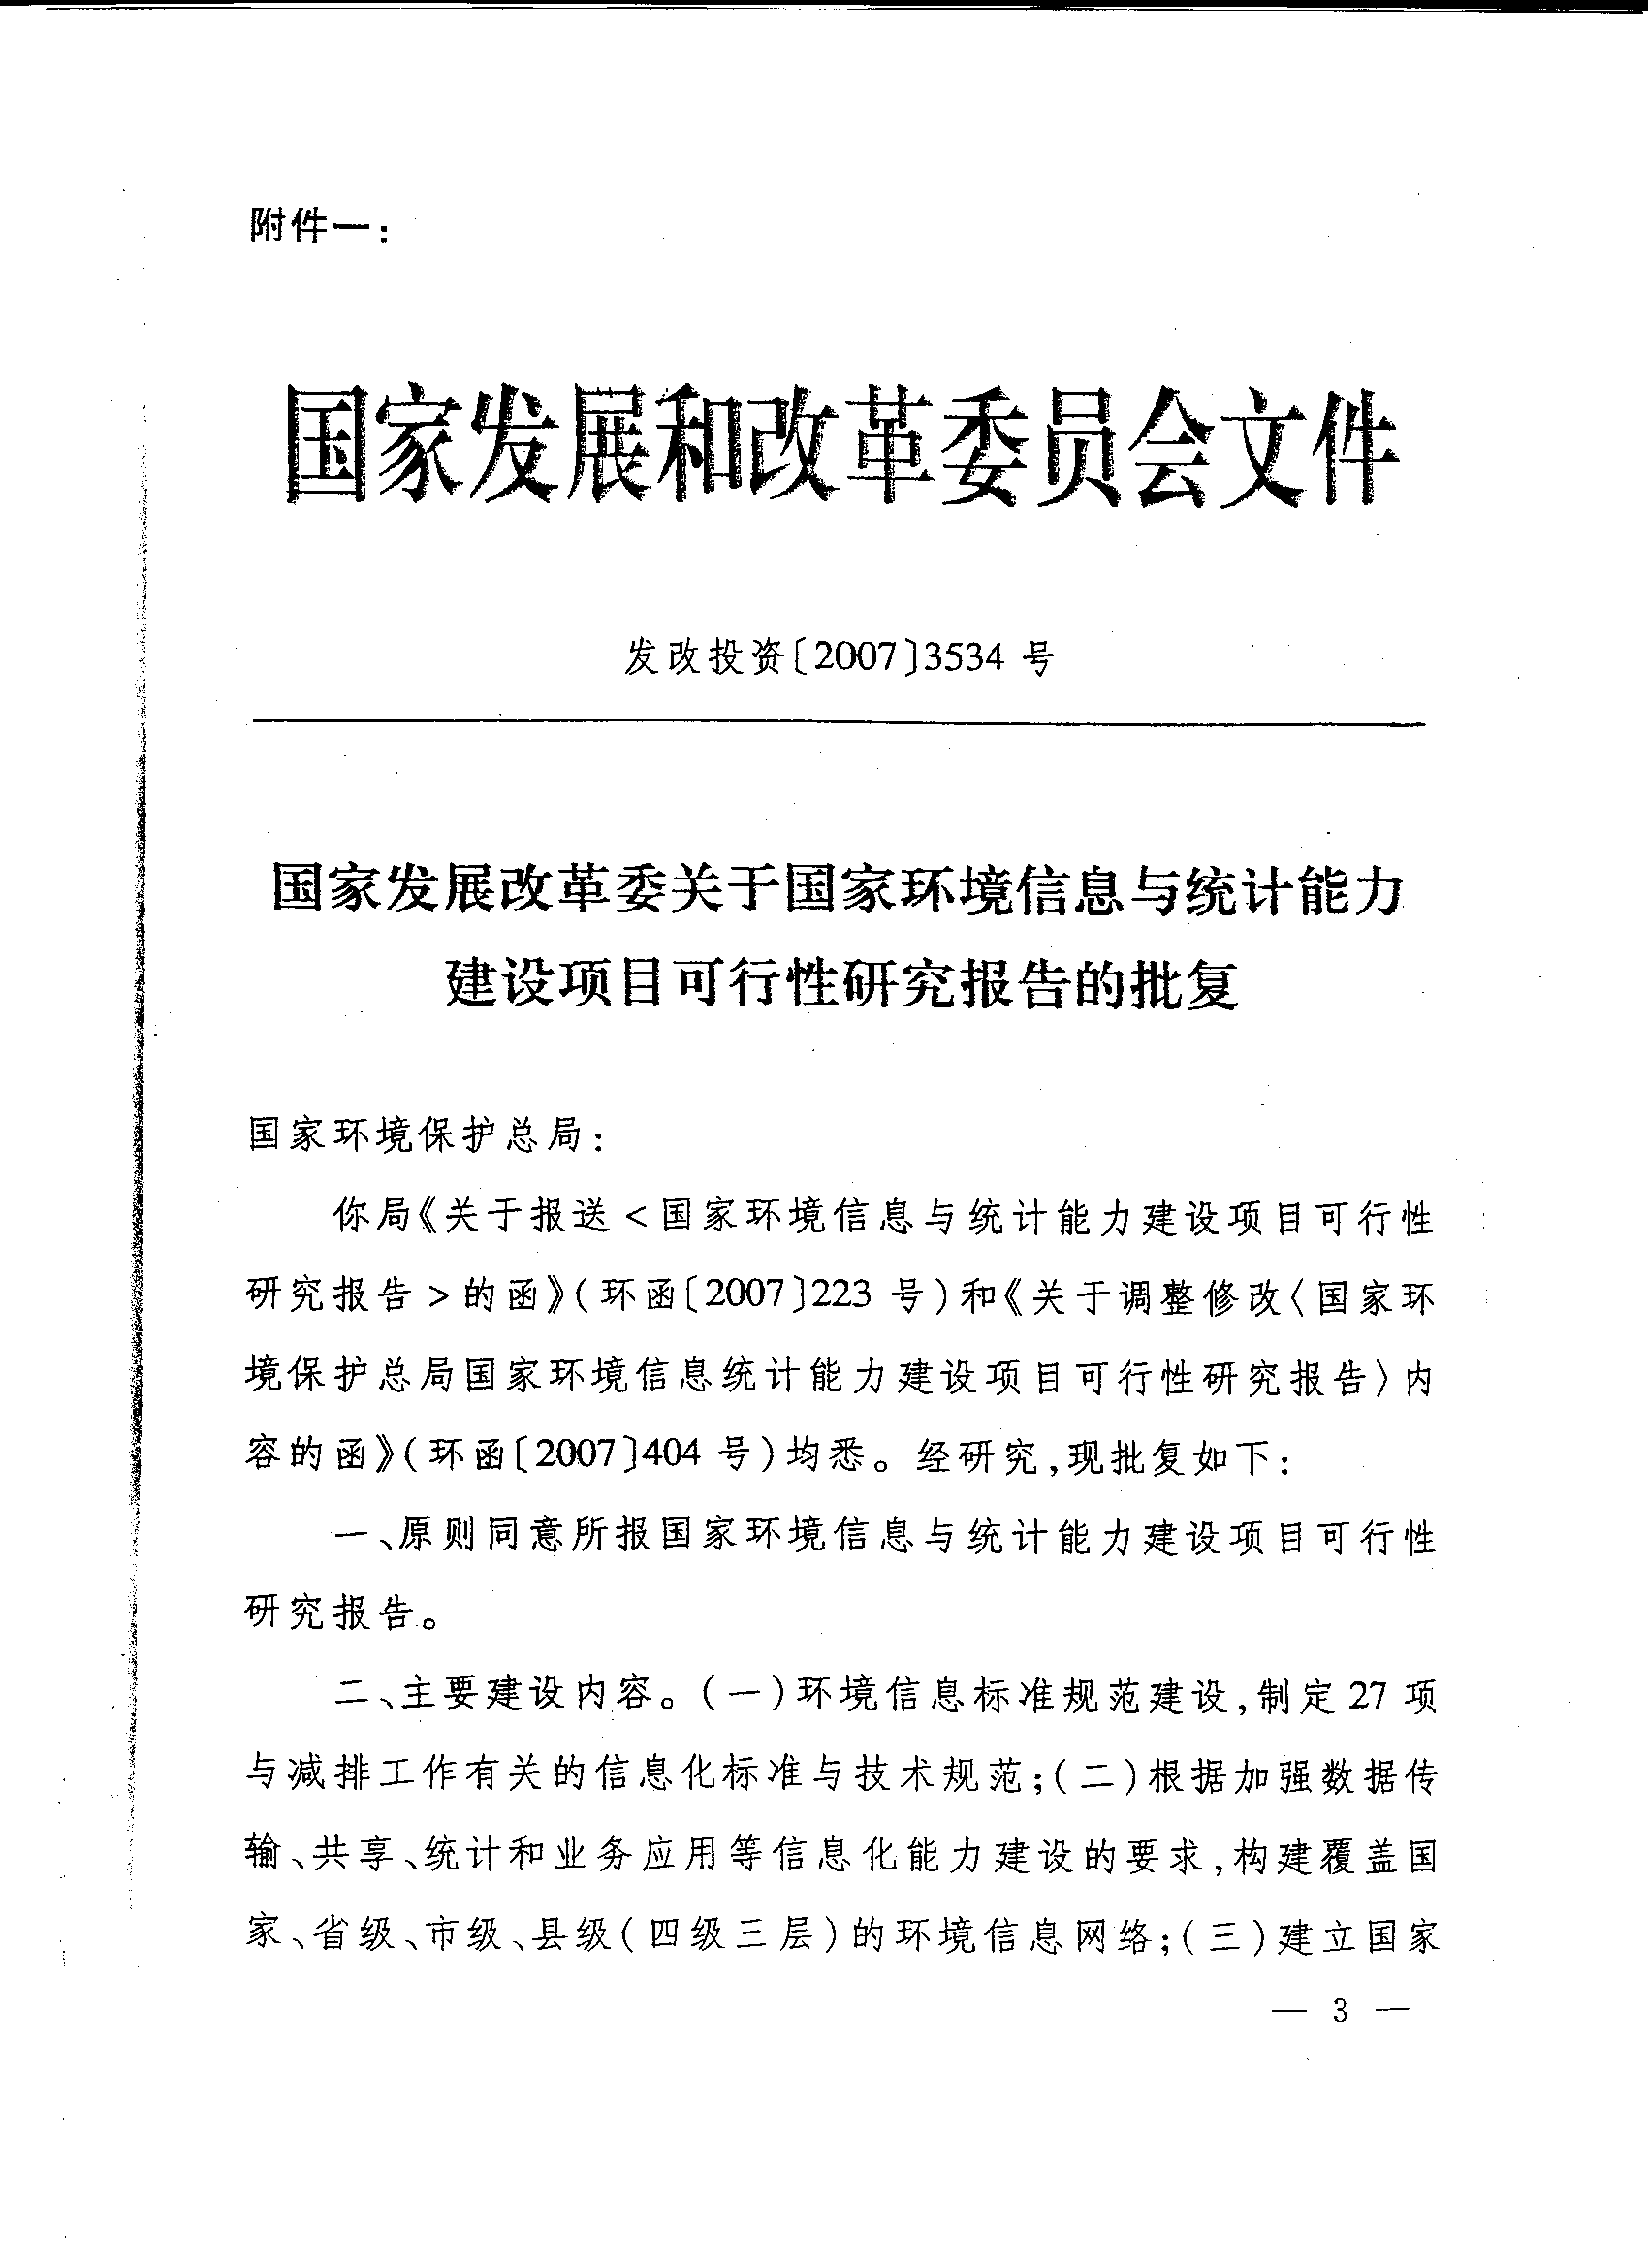 附件一:
国家发展和改革委员会文件
发改投资〔2007〕3534 号
国家发展改革委关于国家环境信息与统计能力
建设项目可行性研究报告的批复
国家环境保护总局:
你局《关于报送<国家环境信息与统计能力建设项目可行性
研究报告>的函》(环函〔2007〕223 号)和《关于调整修改〈国家环
境保护总局国家环境信息统计能力建设项目可行性研究报告〉内
容的函》(环函〔2007〕404 号)均悉。经研究,现批复如下:
一、原则同意所报国家环境信息与统计能力建设项目可行性
研究报告。
二、主要建设内容。(一)环境信息标准规范建设,制定 27 项
与减排工作有关的信息化标准与技术规范;(二)根据加强数据传
输、共享、统计和业务应用等信息化能力建设的要求,构建覆盖国
家、省级、市级、县级(四级三层)的环境信息网络;(三)建立国家
— 3 —